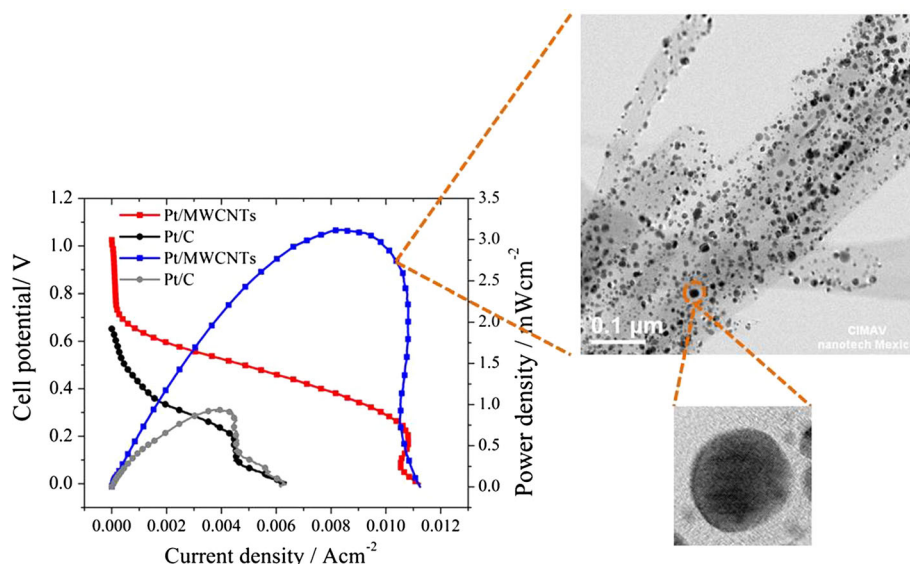 Pt/MWCNTs
Pt/C
Pt/MWCNTs
Pt/C
1.2
1.0
0.8
0.6
0.4
0.2
0.0
Cell potential/ V
3.5
3.0
2.5
2.0
1.5
1.0
0.5
0.0
Power density / mWcm⁻²
0.000 0.002 0.004 0.006 0.008 0.010 0.012
Current density / Acm⁻²
0.1 µm
CIMAV
nanotech Mexic